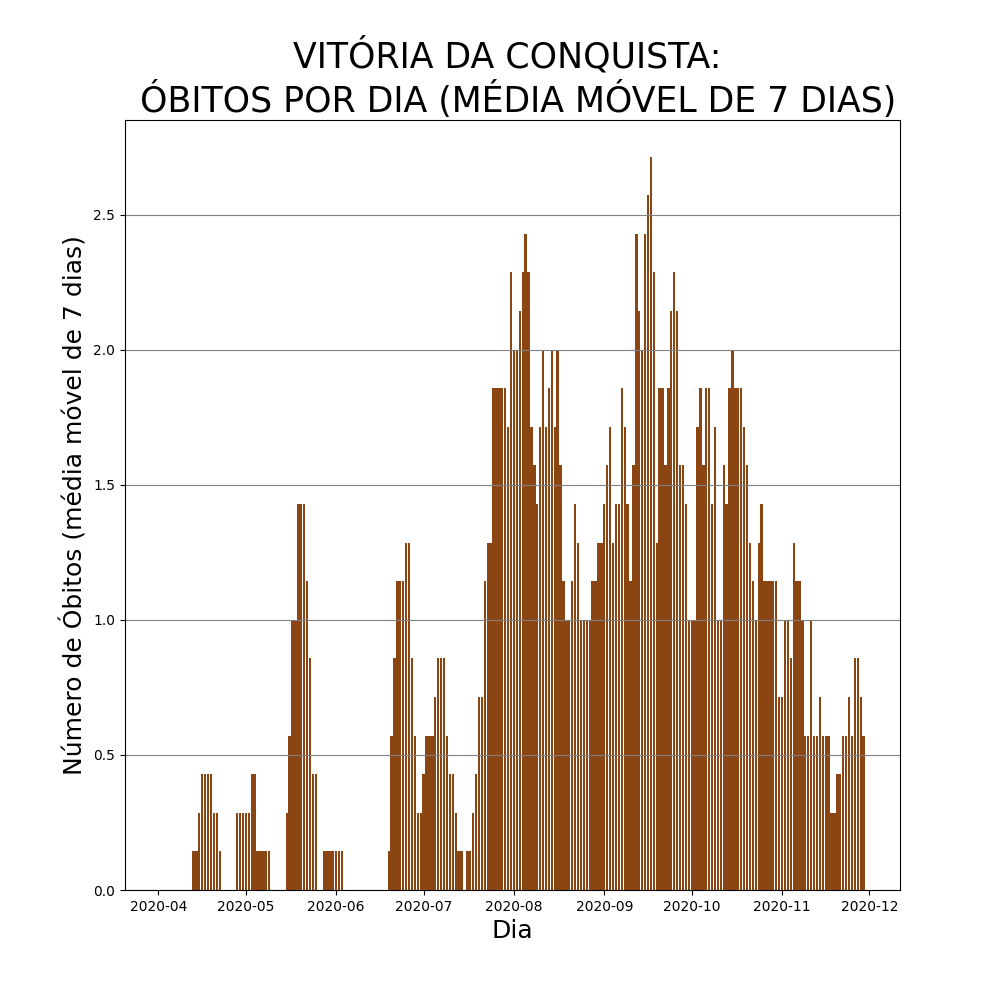 VITÓRIA DA CONQUISTA:
ÓBITOS POR DIA (MÉDIA MÓVEL DE 7 DIAS)
Número de Óbitos (média móvel de 7 dias)
2.5
2.0
1.5
1.0
0.5
0.0
2020-04 2020-05 2020-06 2020-07 2020-08 2020-09 2020-10 2020-11 2020-12
Dia